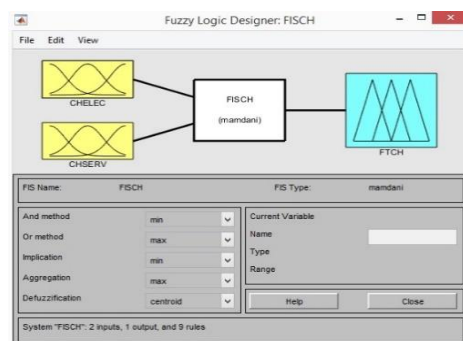 Fuzzy Logic Designer: FISCH
File Edit View
CHELEC
CHSERV
FISCH
(mamdani)
FTCH
FIS Name: FISCH FIS Type: mamdani
And method min
Or method max
Implication min
Aggregation max
Defuzzification centroid
Current Variable
Name
Type
Range
Help Close
System "FISCH": 2 inputs, 1 output, and 9 rules